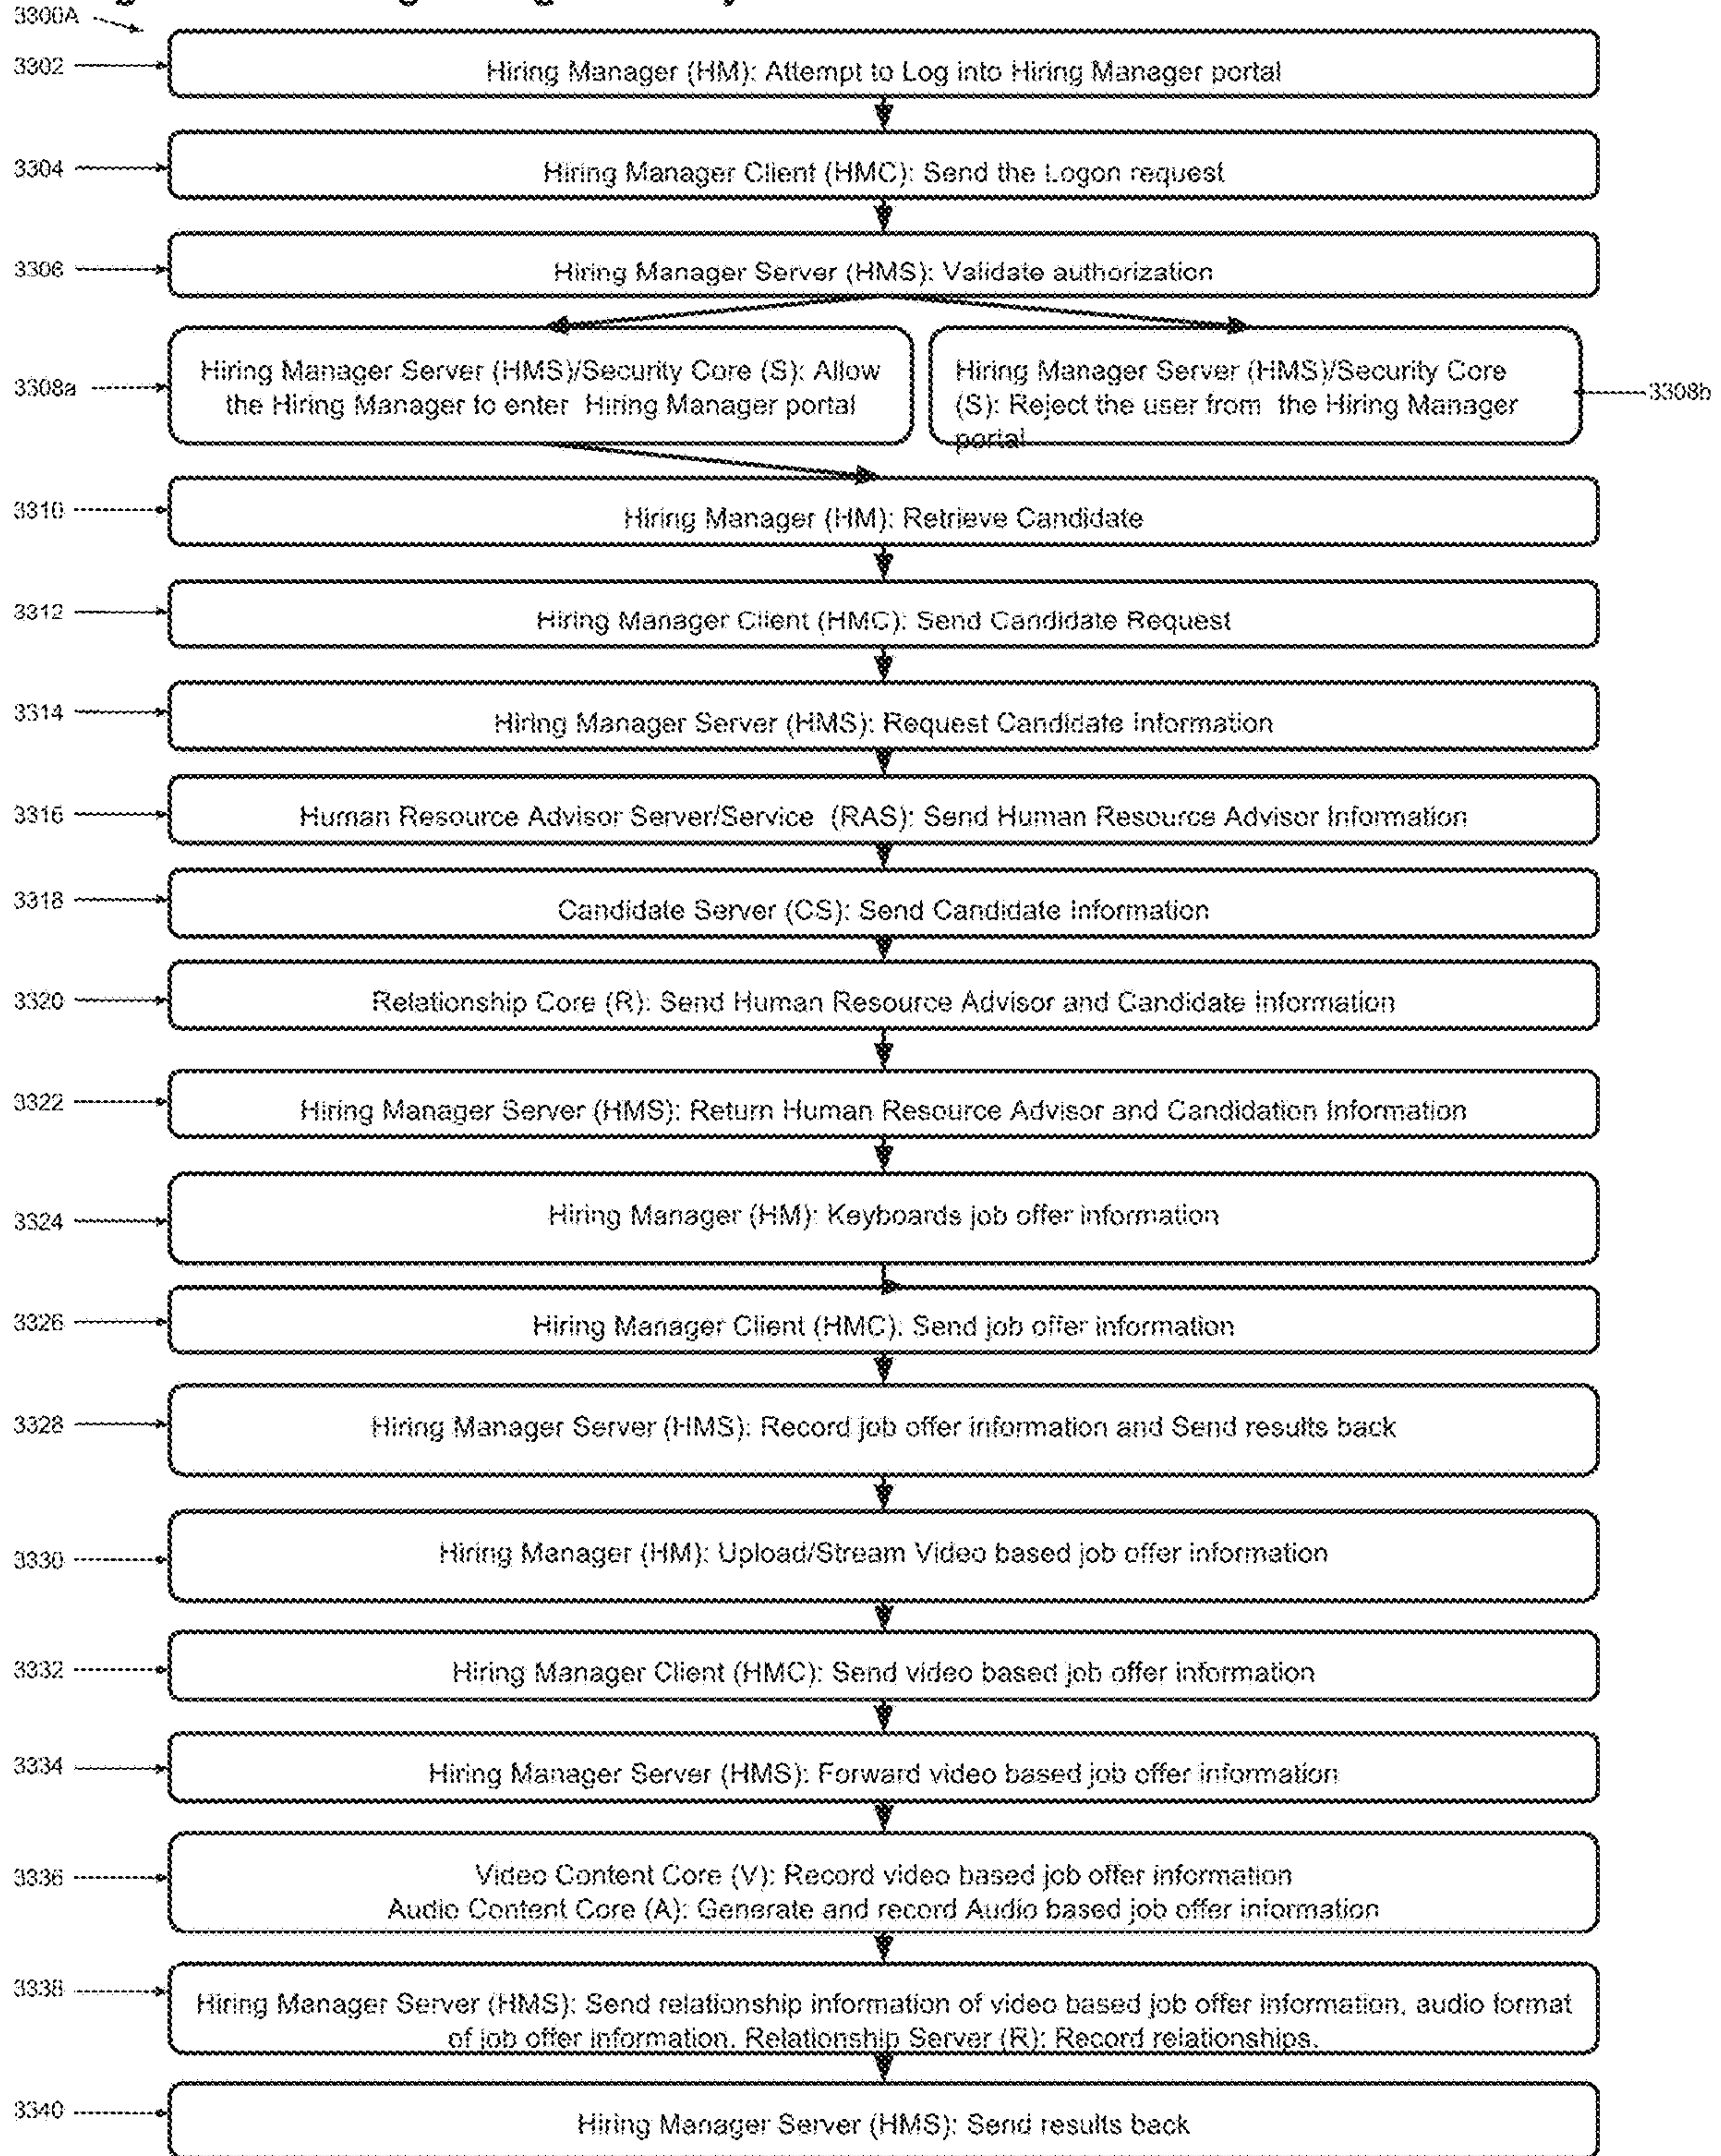 3300A
3302
Hiring Manager (HM): Attempt to Log into Hiring Manager portal
3304
Hiring Manager Client (HMC): Send the Logon request
3306
Hiring Manager Server (HMS): Validate authorization
3308a
Hiring Manager Server (HMS)/Security Core (S): Allow
the Hiring Manager to enter Hiring Manager portal
Hiring Manager Server (HMS)/Security Core
(S): Reject the user from the Hiring Manager
portal
3308b
3310
Hiring Manager (HM): Retrieve Candidate
3312
Hiring Manager Client (HMC): Send Candidate Request
3314
Hiring Manager Server (HMS): Request Candidate Information
3316
Human Resource Advisor Server/Service (RAS): Send Human Resource Advisor Information
3318
Candidate Server (CS): Send Candidate Information
3320
Relationship Core (R): Send Human Resource Advisor and Candidate Information
3322
Hiring Manager Server (HMS): Return Human Resource Advisor and Candidation Information
3324
Hiring Manager (HM): Keyboards job offer information
3326
Hiring Manager Client (HMC): Send job offer information
3328
Hiring Manager Server (HMS): Record job offer information and Send results back
3330
Hiring Manager (HM): Upload/Stream Video based job offer information
3332
Hiring Manager Client (HMC): Send video based job offer information
3334
Hiring Manager Server (HMS): Forward video based job offer information
3336
Video Content Core (V): Record video based job offer information
Audio Content Core (A): Generate and record Audio based job offer information
3338
Hiring Manager Server (HMS): Send relationship information of video based job offer information, audio format
of job offer information. Relationship Server (R): Record relationships.
3340
Hiring Manager Server (HMS): Send results back